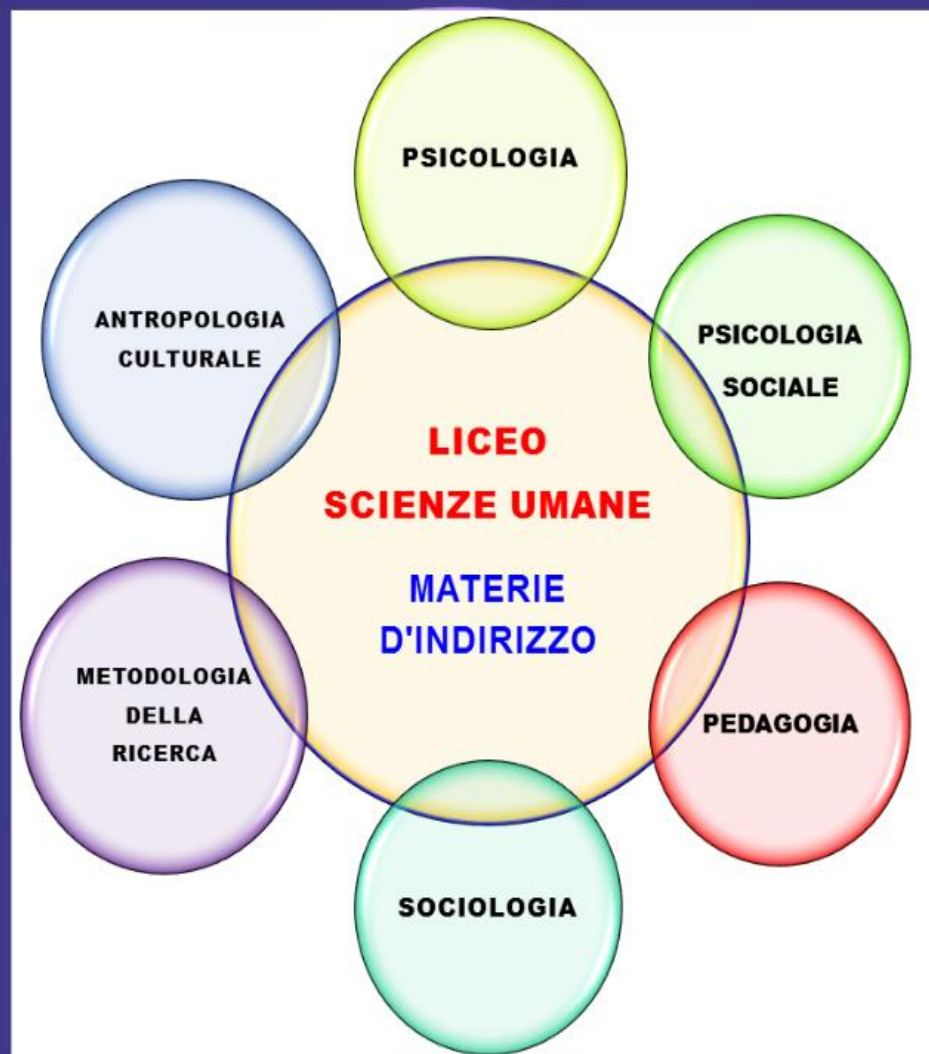 PSICOLOGIA
ANTROPOLOGIA
CULTURALE
PSICOLOGIA
SOCIALE
LICEO
SCIENZE UMANE
MATERIE
D'INDIRIZZO
METODOLOGIA
DELLA
RICERCA
PEDAGOGIA
SOCIOLOGIA